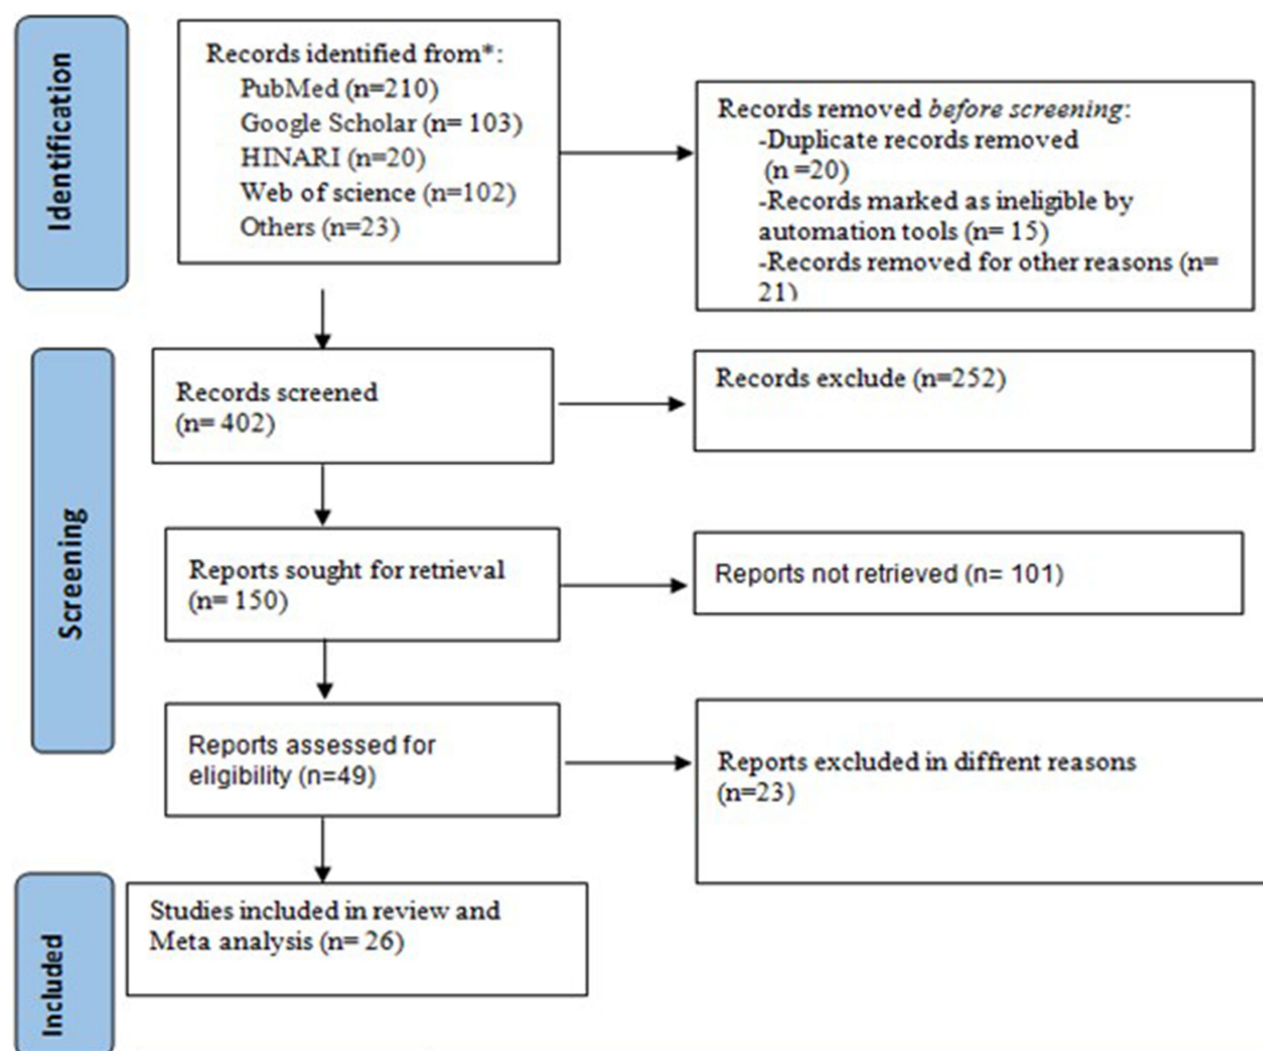 Identification
Records identified from*:
PubMed (n=210)
Google Scholar (n= 103)
HINARI (n=20)
Web of science (n=102)
Others (n=23)
Records removed before screening:
-Duplicate records removed
(n =20)
-Records marked as ineligible by
automation tools (n= 15)
-Records removed for other reasons (n=
21)
Screening
Records screened
(n= 402)
Records exclude (n=252)
Reports sought for retrieval
(n= 150)
Reports not retrieved (n= 101)
Reports assessed for
eligibility (n=49)
Reports excluded in diffrent reasons
(n=23)
Included
Studies included in review and
Meta analysis (n= 26)